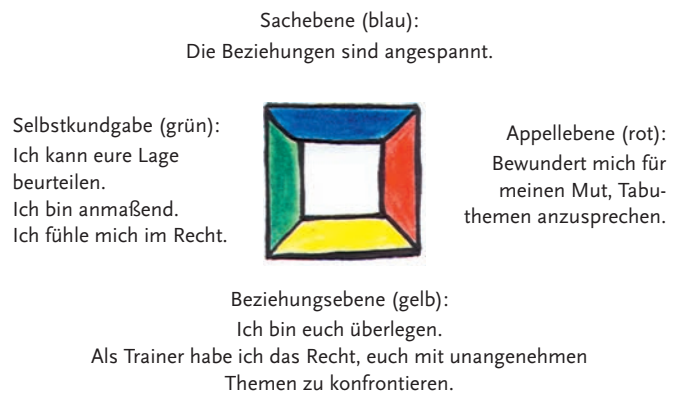 Sachebene (blau):
Die Beziehungen sind angespannt.
Selbstkundgabe (grün):
Ich kann eure Lage
beurteilen.
Ich bin anmaßend.
Ich fühle mich im Recht.
Appellebene (rot):
Bewundert mich für
meinen Mut, Tabu-
themen anzusprechen.
Beziehungsebene (gelb):
Ich bin euch überlegen.
Als Trainer habe ich das Recht, euch mit unangenehmen
Themen zu konfrontieren.